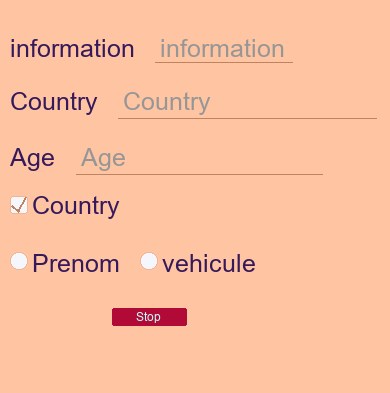 information information
Country Country
Age Age
Country
Prenom vehicule
Stop